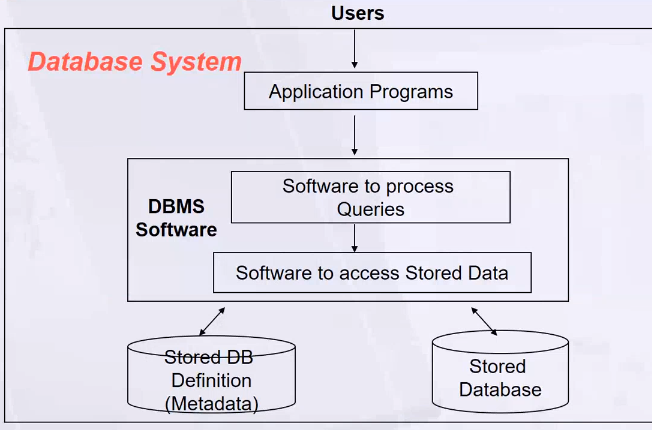 Users
Database System
Application Programs
Software to process
Queries
DBMS
Software
Software to access Stored Data
Stored DB
Definition
(Metadata)
Stored
Database